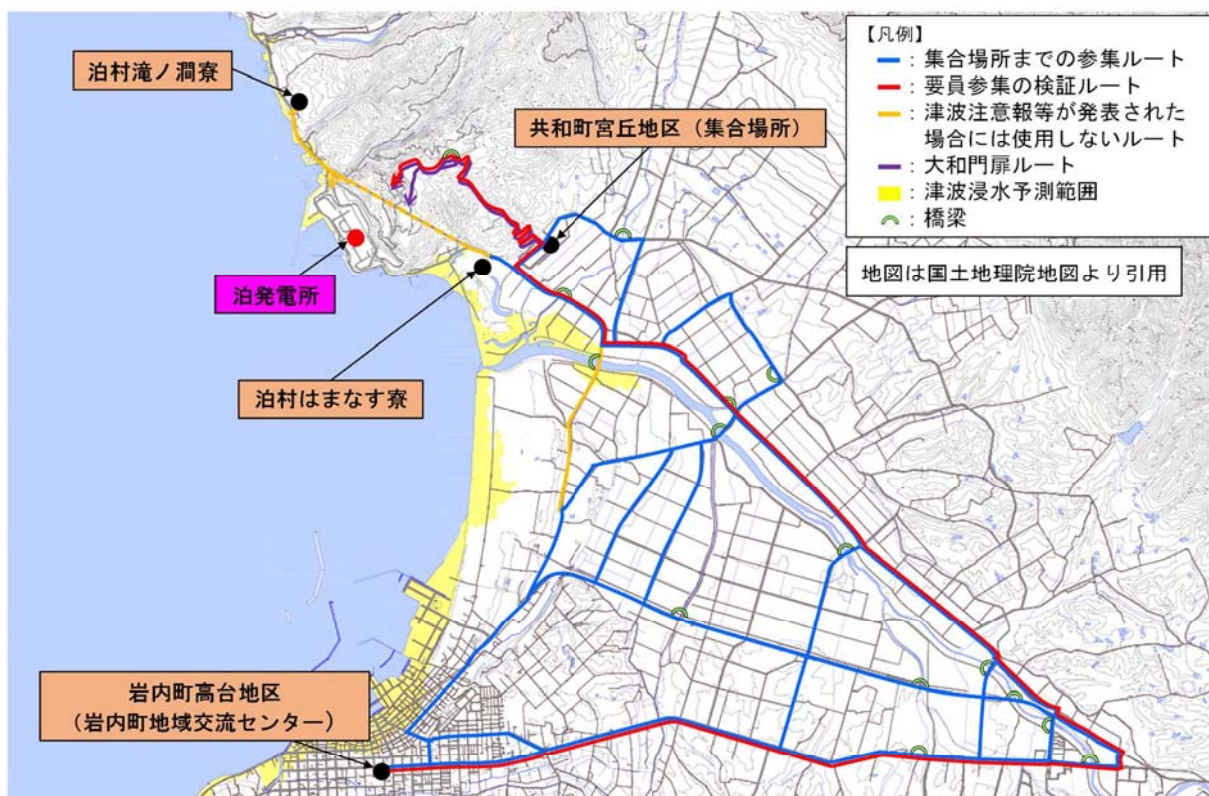 泊村滝ノ澗寮
共和町宮丘地区（集合場所）
泊発電所
泊村はまなす寮
岩内町高台地区
（岩内町地域交流センター）
【凡例】
：集合場所までの参集ルート
：要員参集の検証ルート
：津波注意報等が発表された
場合には使用しないルート
：大和門扉ルート
：津波浸水予測範囲
：橋梁
地図は国土地理院地図より引用